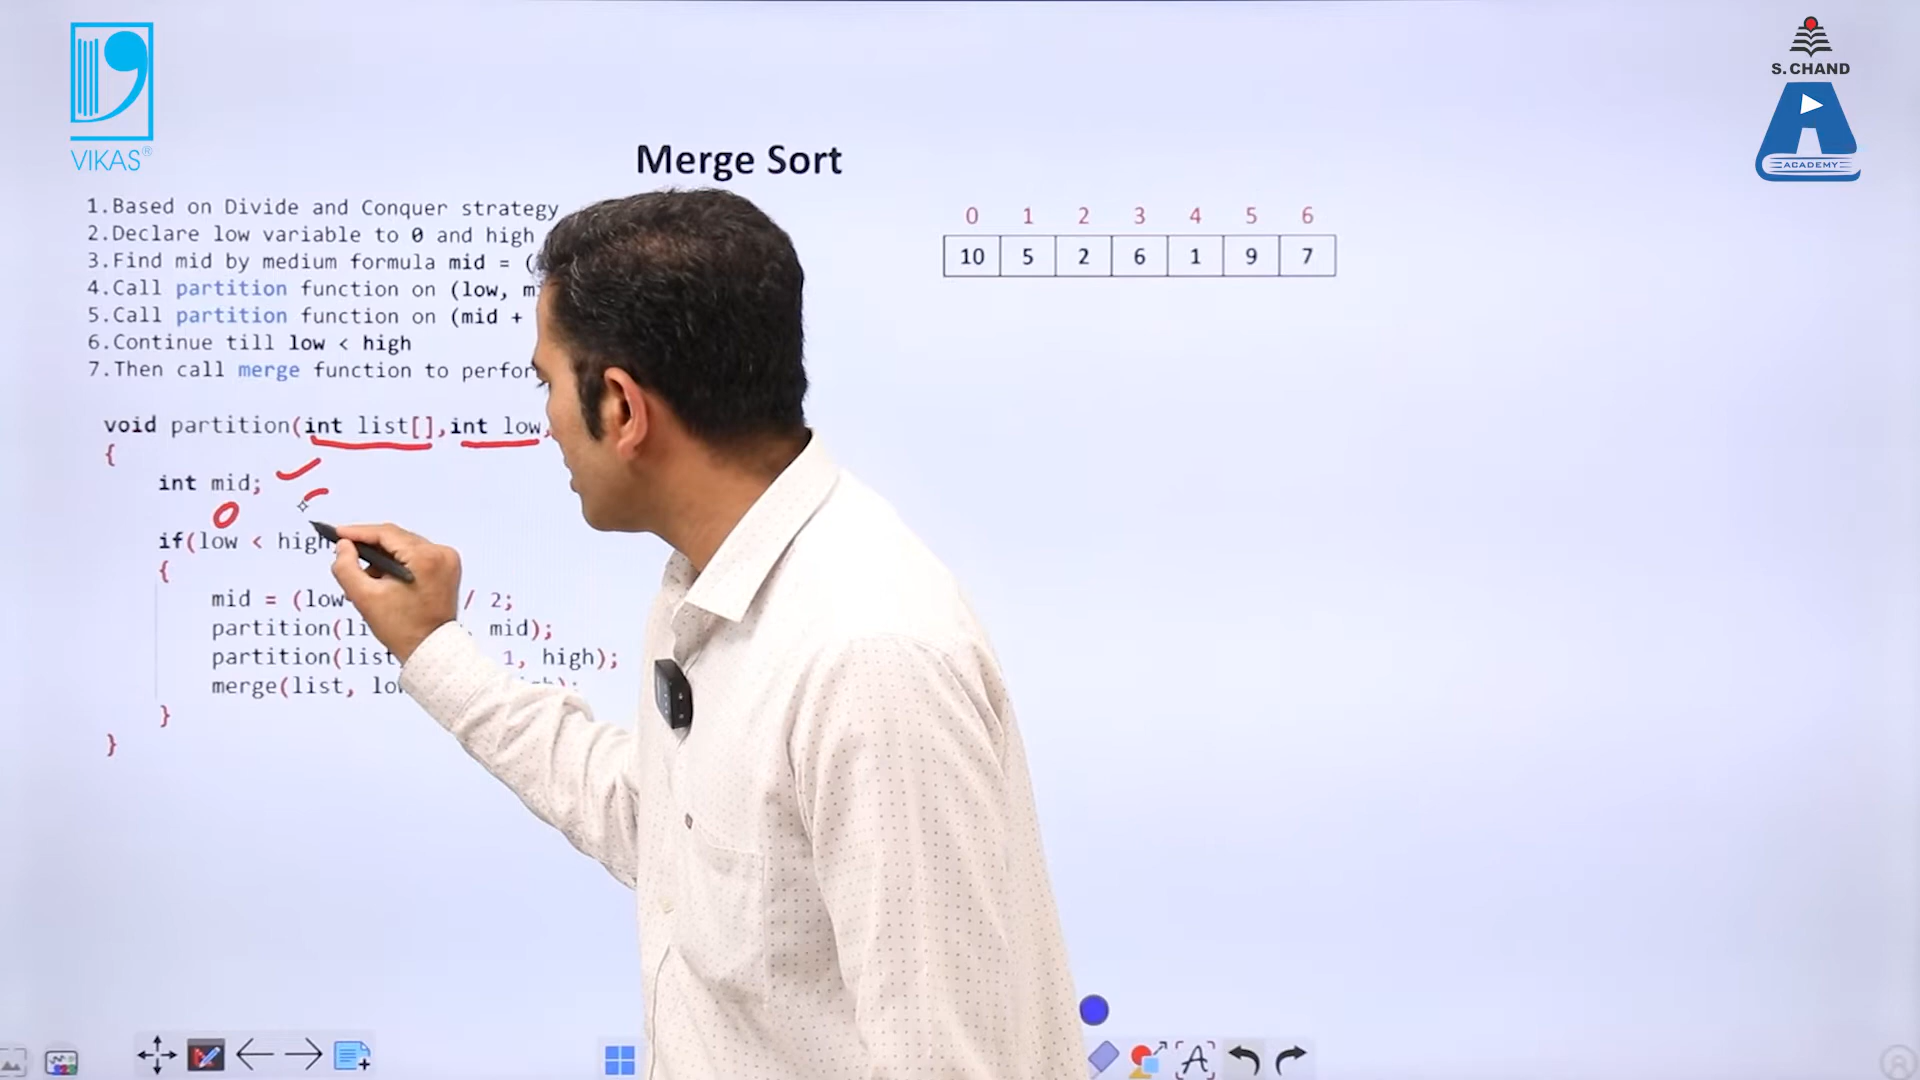 VIKAS®
S. CHAND
ACADEMY
Merge Sort
1.Based on Divide and Conquer strategy
2.Declare low variable to 0 and high
3.Find mid by medium formula mid = (
4.Call partition function on (low,
5.Call partition function on (mid +
6.Continue till low < high
7.Then call merge function to
0 1 2 3 4 5 6
10 5 2 6 1 9 7
void partition(int list[],int low,
{
int mid;
0
if(low < high
{
mid = (low / 2;
partition( mid);
partition(list, 1, high);
merge(list,
}
}